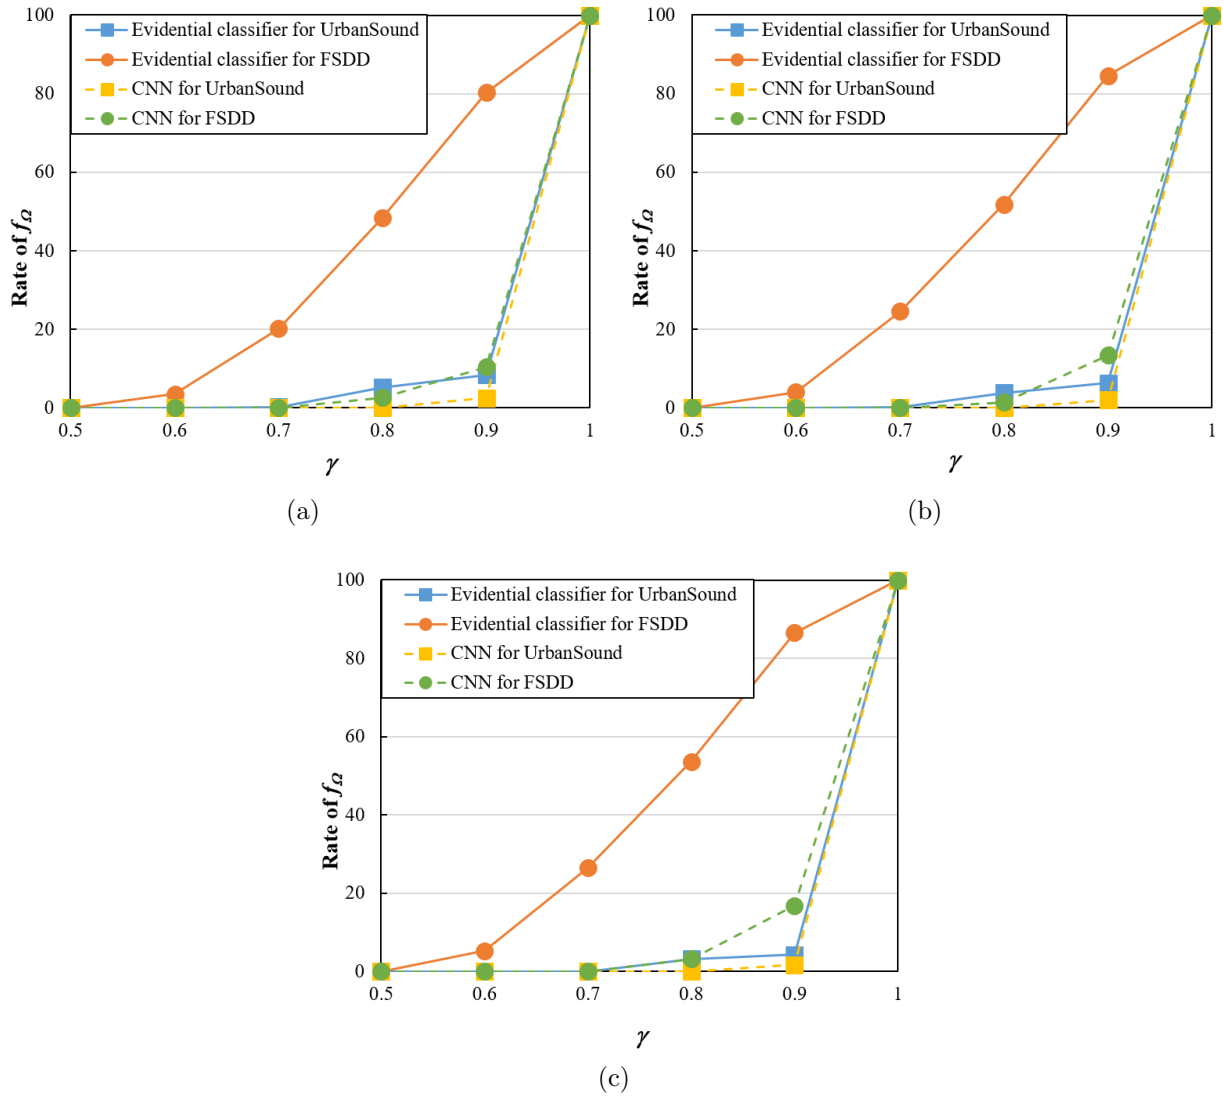 100
80
60
40
20
0
Rate of fΩ
Evidential classifier for UrbanSound
Evidential classifier for FSDD
CNN for UrbanSound
CNN for FSDD
0.5 0.6 0.7 0.8 0.9 1
γ
(a)
100
80
60
40
20
0
Rate of fΩ
Evidential classifier for UrbanSound
Evidential classifier for FSDD
CNN for UrbanSound
CNN for FSDD
0.5 0.6 0.7 0.8 0.9 1
γ
(b)
100
80
60
40
20
0
Rate of fΩ
Evidential classifier for UrbanSound
Evidential classifier for FSDD
CNN for UrbanSound
CNN for FSDD
0.5 0.6 0.7 0.8 0.9 1
γ
(c)